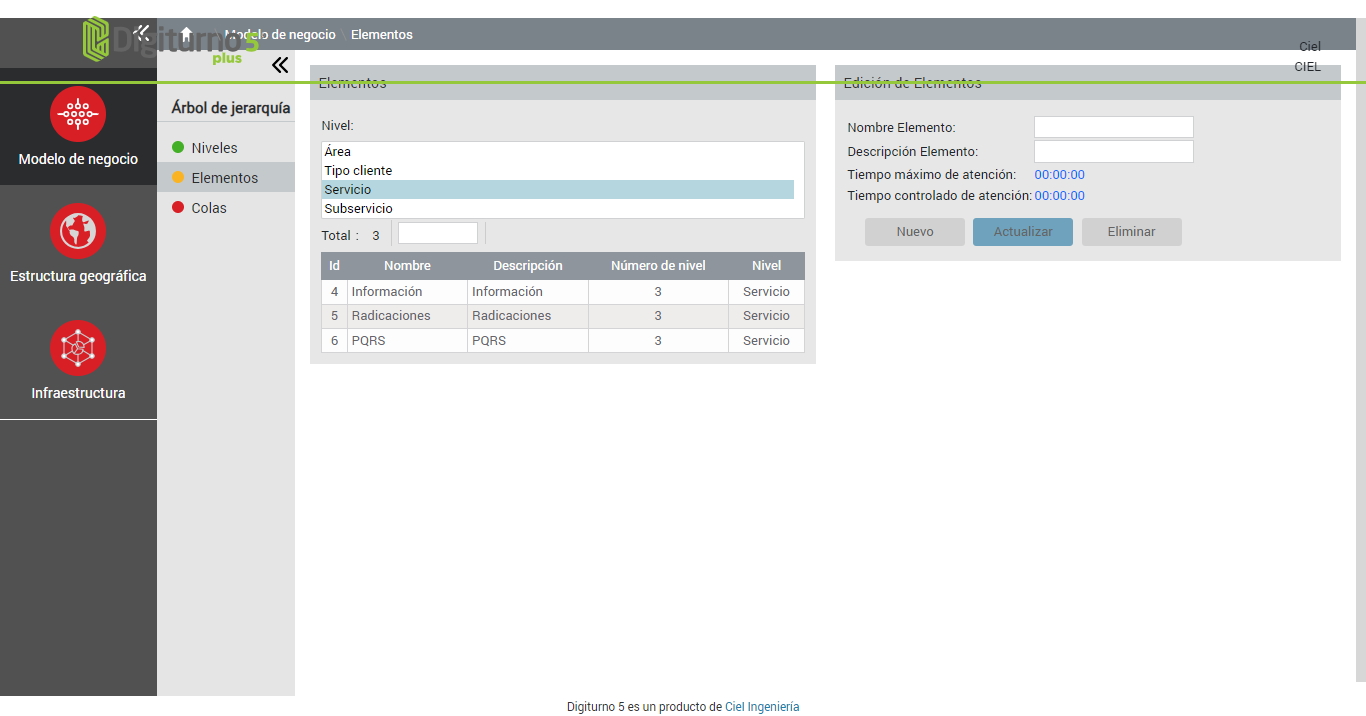 Digiturno5
plus
Modelo de negocio \ Elementos
Ciel
CIEL
Modelo de negocio
Estructura geográfica
Infraestructura
Árbol de jerarquía
Niveles
Elementos
Colas
Elementos
Nivel:
Área
Tipo cliente
Servicio
Subservicio
Total : 3
Id Nombre Descripción Número de nivel Nivel
4 Información Información 3 Servicio
5 Radicaciones Radicaciones 3 Servicio
6 PQRS PQRS 3 Servicio
Edición de Elementos
Nombre Elemento:
Descripción Elemento:
Tiempo máximo de atención: 00:00:00
Tiempo controlado de atención: 00:00:00
Nuevo Actualizar Eliminar
Digiturno 5 es un producto de Ciel Ingeniería